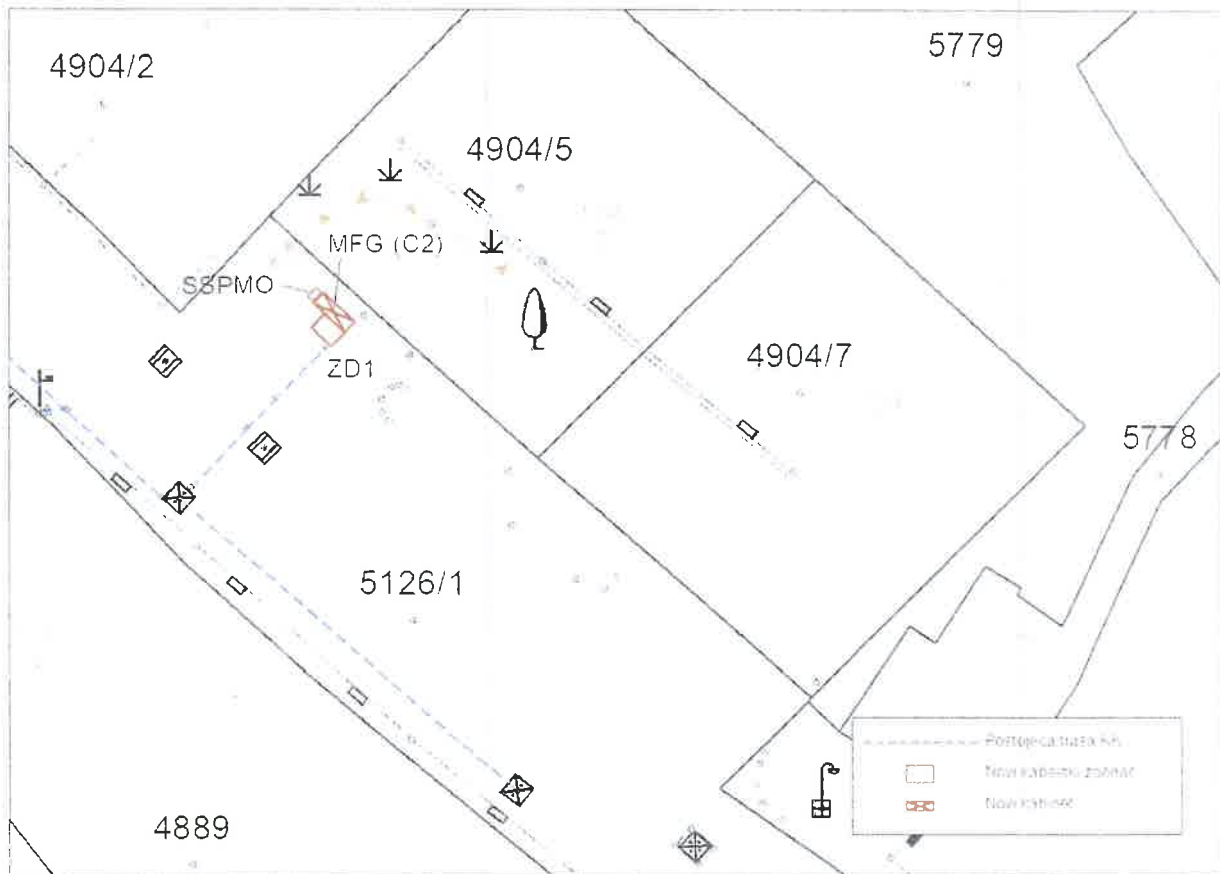 4904/2
5779
4904/5
MFG (C2)
SSPMO
ZD1
4904/7
5778
5126/1
Postojeća trasa KK
Novi kabelski zdenac
Novi kabinet
4889